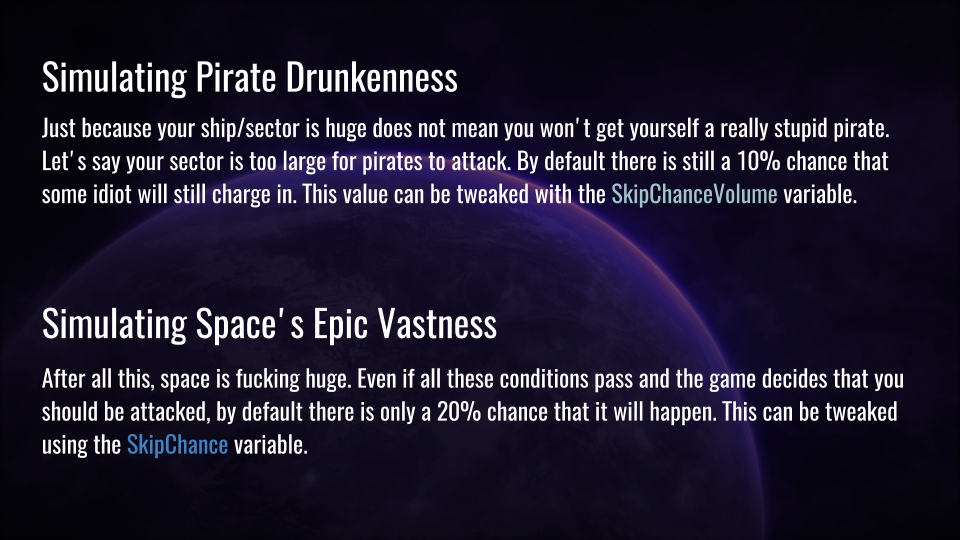 Simulating Pirate Drunkenness
Just because your ship/sector is huge does not mean you won't get yourself a really stupid pirate.
Let's say your sector is too large for pirates to attack. By default there is still a 10% chance that
some idiot will still charge in. This value can be tweaked with the SkipChanceVolume variable.
Simulating Space's Epic Vastness
After all this, space is fucking huge. Even if all these conditions pass and the game decides that you
should be attacked, by default there is only a 20% chance that it will happen. This can be tweaked
using the SkipChance variable.